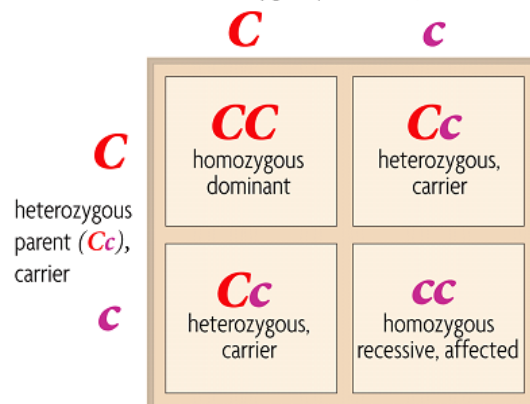 C c
CC Cc
C homozygous heterozygous,
dominant carrier
heterozygous
parent (Cc),
carrier
Cc cc
c heterozygous, homozygous
carrier recessive, affected